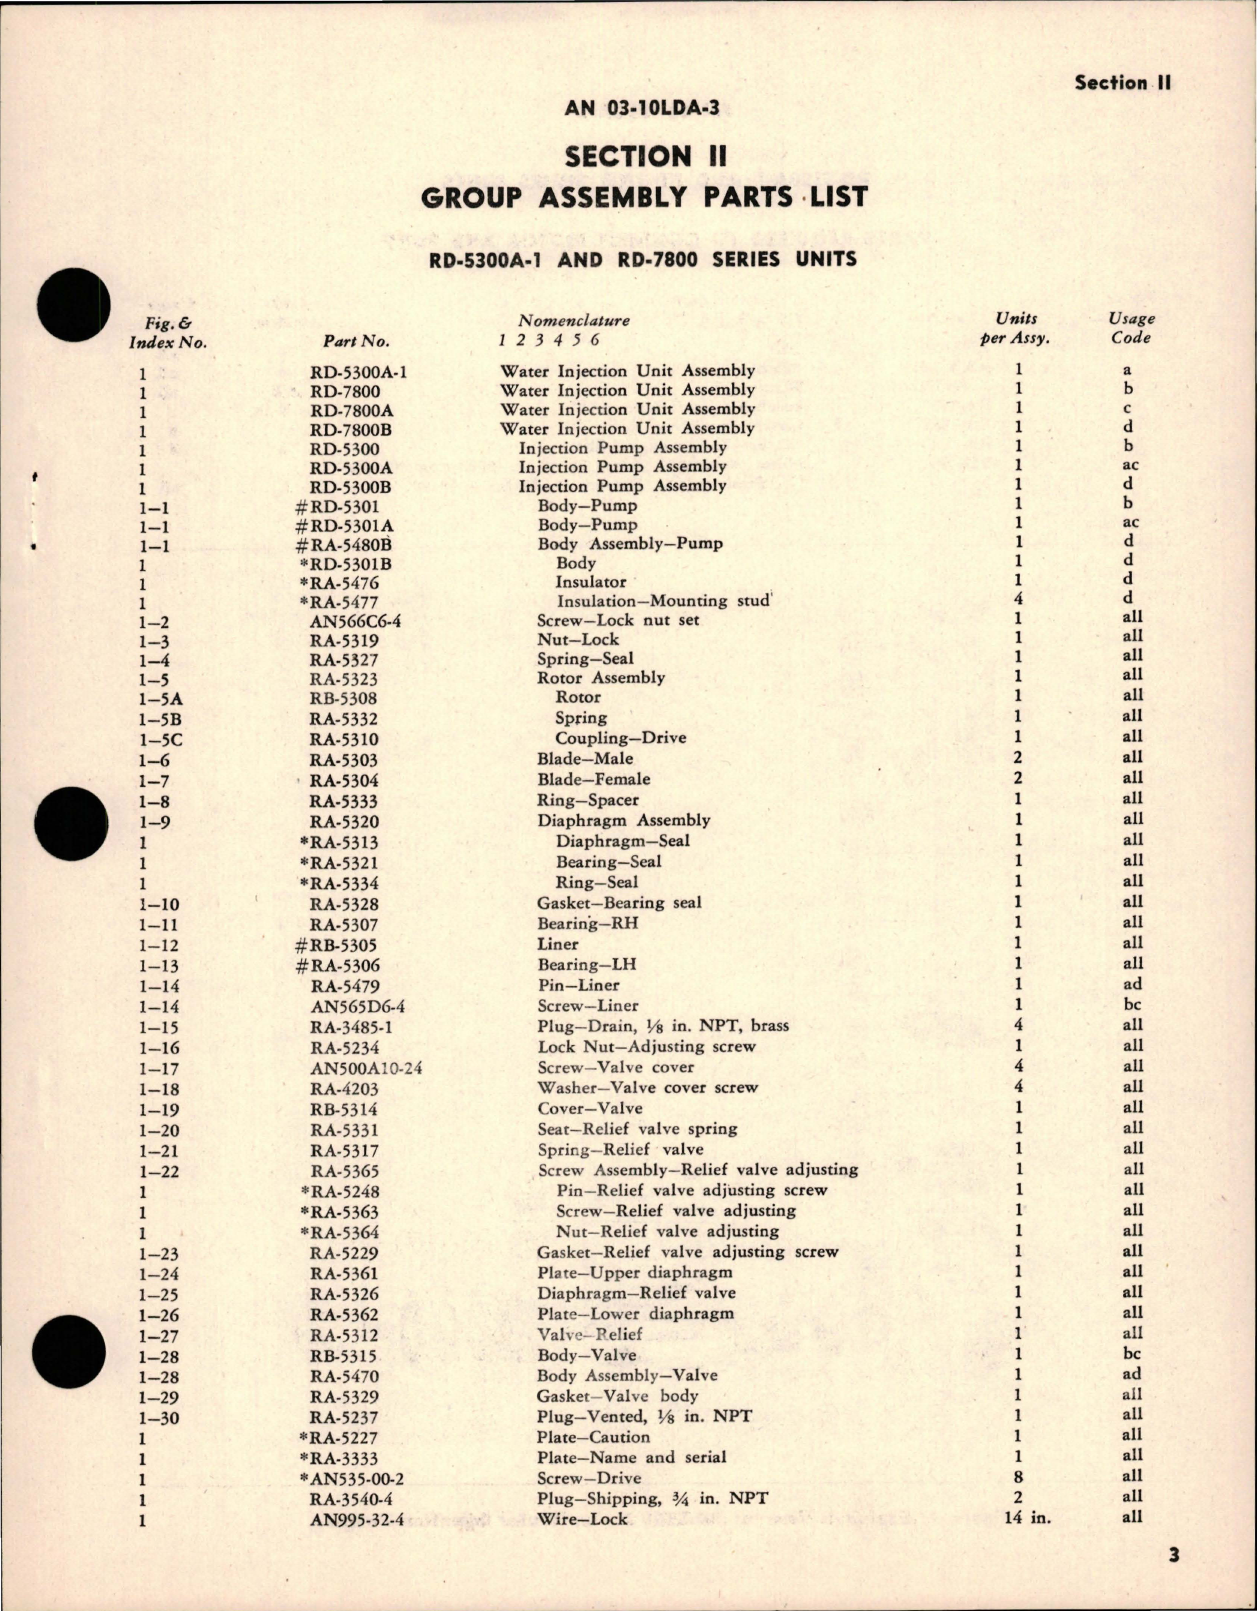 Section II
AN 03-10LDA-3
SECTION II
GROUP ASSEMBLY PARTS LIST
RD-5300A-1 AND RD-7800 SERIES UNITS
Fig. & Index No. Part No. Nomenclature 1 2 3 4 5 6 Units per Assy. Usage Code
1 RD-5300A-1 Water Injection Unit Assembly 1 a
1 RD-7800 Water Injection Unit Assembly 1 b
1 RD-7800A Water Injection Unit Assembly 1 c
1 RD-7800B Water Injection Unit Assembly 1 d
1 RD-5300 Injection Pump Assembly 1 b
1 RD-5300A Injection Pump Assembly 1 ac
1 RD-5300B Injection Pump Assembly 1 d
1—1 #RD-5301 Body—Pump 1 b
1—1 #RD-5301A Body—Pump 1 ac
1—1 #RA-5480B Body Assembly—Pump 1 d
1 *RD-5301B Body 1 d
1 *RA-5476 Insulator 1 d
1 *RA-5477 Insulation—Mounting stud 4 d
1—2 AN566C6-4 Screw—Lock nut set 1 all
1—3 RA-5319 Nut—Lock 1 all
1—4 RA-5327 Spring—Seal 1 all
1—5 RA-5323 Rotor Assembly 1 all
1—5A RB-5308 Rotor 1 all
1—5B RA-5332 Spring 1 all
1—5C RA-5310 Coupling—Drive 1 all
1—6 RA-5303 Blade—Male 2 all
1—7 RA-5304 Blade—Female 2 all
1—8 RA-5333 Ring—Spacer 1 all
1—9 RA-5320 Diaphragm Assembly 1 all
1 *RA-5313 Diaphragm—Seal 1 all
1 *RA-5321 Bearing—Seal 1 all
1 *RA-5334 Ring—Seal 1 all
1—10 RA-5328 Gasket—Bearing seal 1 all
1—11 RA-5307 Bearing—RH 1 all
1—12 #RB-5305 Liner 1 all
1—13 #RA-5306 Bearing—LH 1 all
1—14 RA-5479 Pin—Liner 1 ad
1—14 AN565D6-4 Screw—Liner 1 bc
1—15 RA-3485-1 Plug—Drain, ⅛ in. NPT, brass 4 all
1—16 RA-5234 Lock Nut—Adjusting screw 1 all
1—17 AN500A10-24 Screw—Valve cover 4 all
1—18 RA-4203 Washer—Valve cover screw 4 all
1—19 RB-5314 Cover—Valve 1 all
1—20 RA-5331 Seat—Relief valve spring 1 all
1—21 RA-5317 Spring—Relief valve 1 all
1—22 RA-5365 Screw Assembly—Relief valve adjusting 1 all
1 *RA-5248 Pin—Relief valve adjusting screw 1 all
1 *RA-5363 Screw—Relief valve adjusting 1 all
1 *RA-5364 Nut—Relief valve adjusting 1 all
1—23 RA-5229 Gasket—Relief valve adjusting screw 1 all
1—24 RA-5361 Plate—Upper diaphragm 1 all
1—25 RA-5326 Diaphragm—Relief valve 1 all
1—26 RA-5362 Plate—Lower diaphragm 1 all
1—27 RA-5312 Valve—Relief 1 all
1—28 RB-5315 Body—Valve 1 bc
1—28 RA-5470 Body Assembly—Valve 1 ad
1—29 RA-5329 Gasket—Valve body 1 all
1—30 RA-5237 Plug—Vented, ⅛ in. NPT 1 all
1 *RA-5227 Plate—Caution 1 all
1 *RA-3333 Plate—Name and serial 1 all
1 *AN535-00-2 Screw—Drive 8 all
1 RA-3540-4 Plug—Shipping, ¾ in. NPT 2 all
1 AN995-32-4 Wire—Lock 14 in. all
3